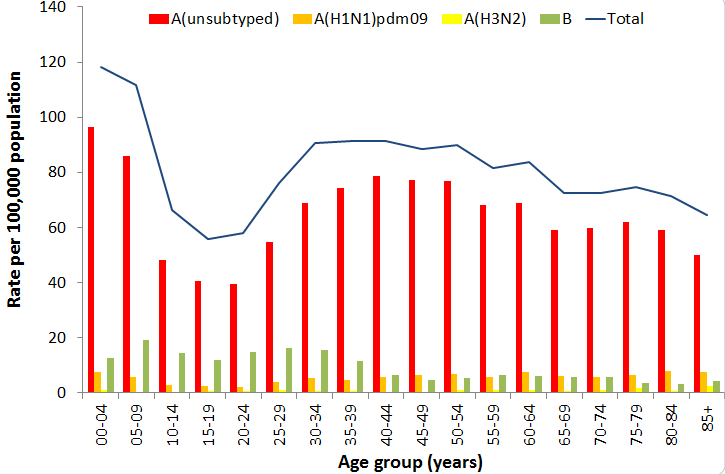 A(unsubtyped) A(H1N1)pdm09 A(H3N2) B Total
Rate per 100,000 population
140
120
100
80
60
40
20
0
00-04 05-09 10-14 15-19 20-24 25-29 30-34 35-39 40-44 45-49 50-54 55-59 60-64 65-69 70-74 75-79 80-84 85+
Age group (years)